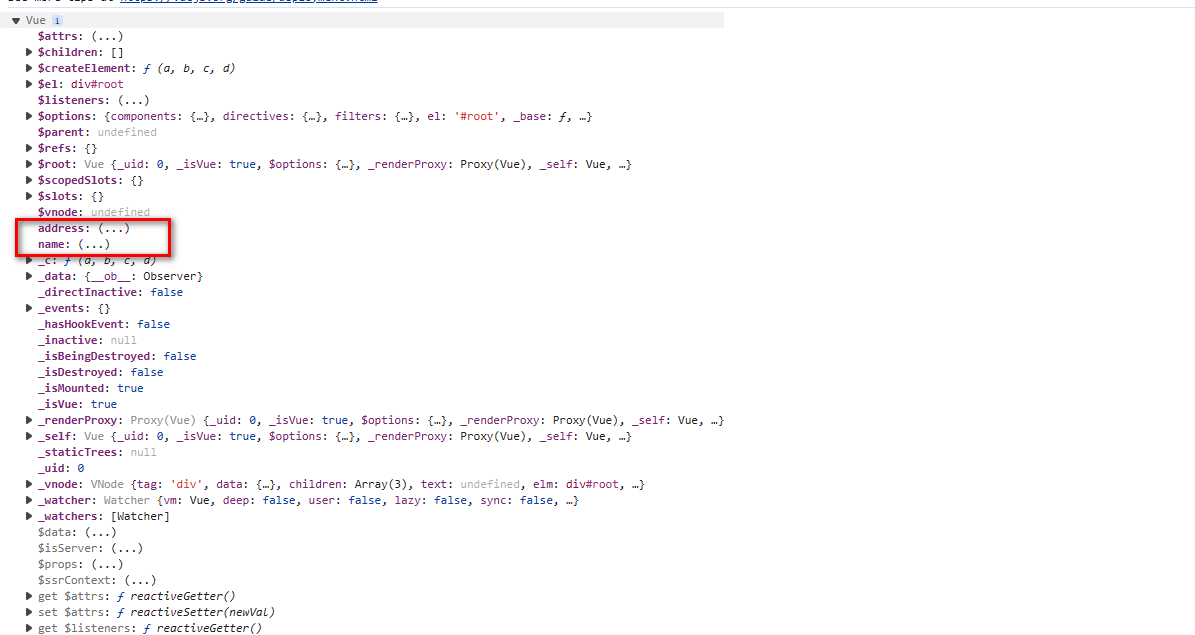 Vue i
$attrs: (...)
$children: []
$createElement: ƒ (a, b, c, d)
$el: div#root
$listeners: (...)
$options: {components: {…}, directives: {…}, filters: {…}, el: '#root', _base: ƒ, …}
$parent: undefined
$refs: {}
$root: Vue {_uid: 0, _isVue: true, $options: {…}, _renderProxy: Proxy(Vue), _self: Vue, …}
$scopedSlots: {}
$slots: {}
$vnode: undefined
address: (...)
name: (...)
_c: ƒ (a, b, c, d)
_data: {__ob__: Observer}
_directInactive: false
_events: {}
_hasHookEvent: false
_inactive: null
_isBeingDestroyed: false
_isDestroyed: false
_isMounted: true
_isVue: true
_renderProxy: Proxy(Vue) {_uid: 0, _isVue: true, $options: {…}, _renderProxy: Proxy(Vue), _self: Vue, …}
_self: Vue {_uid: 0, _isVue: true, $options: {…}, _renderProxy: Proxy(Vue), _self: Vue, …}
_staticTrees: null
_uid: 0
_vnode: VNode {tag: 'div', data: {…}, children: Array(3), text: undefined, elm: div#root, …}
_watcher: Watcher {vm: Vue, deep: false, user: false, lazy: false, sync: false, …}
_watchers: [Watcher]
$data: (...)
$isServer: (...)
$props: (...)
$ssrContext: (...)
get $attrs: ƒ reactiveGetter()
set $attrs: ƒ reactiveSetter(newVal)
get $listeners: ƒ reactiveGetter()